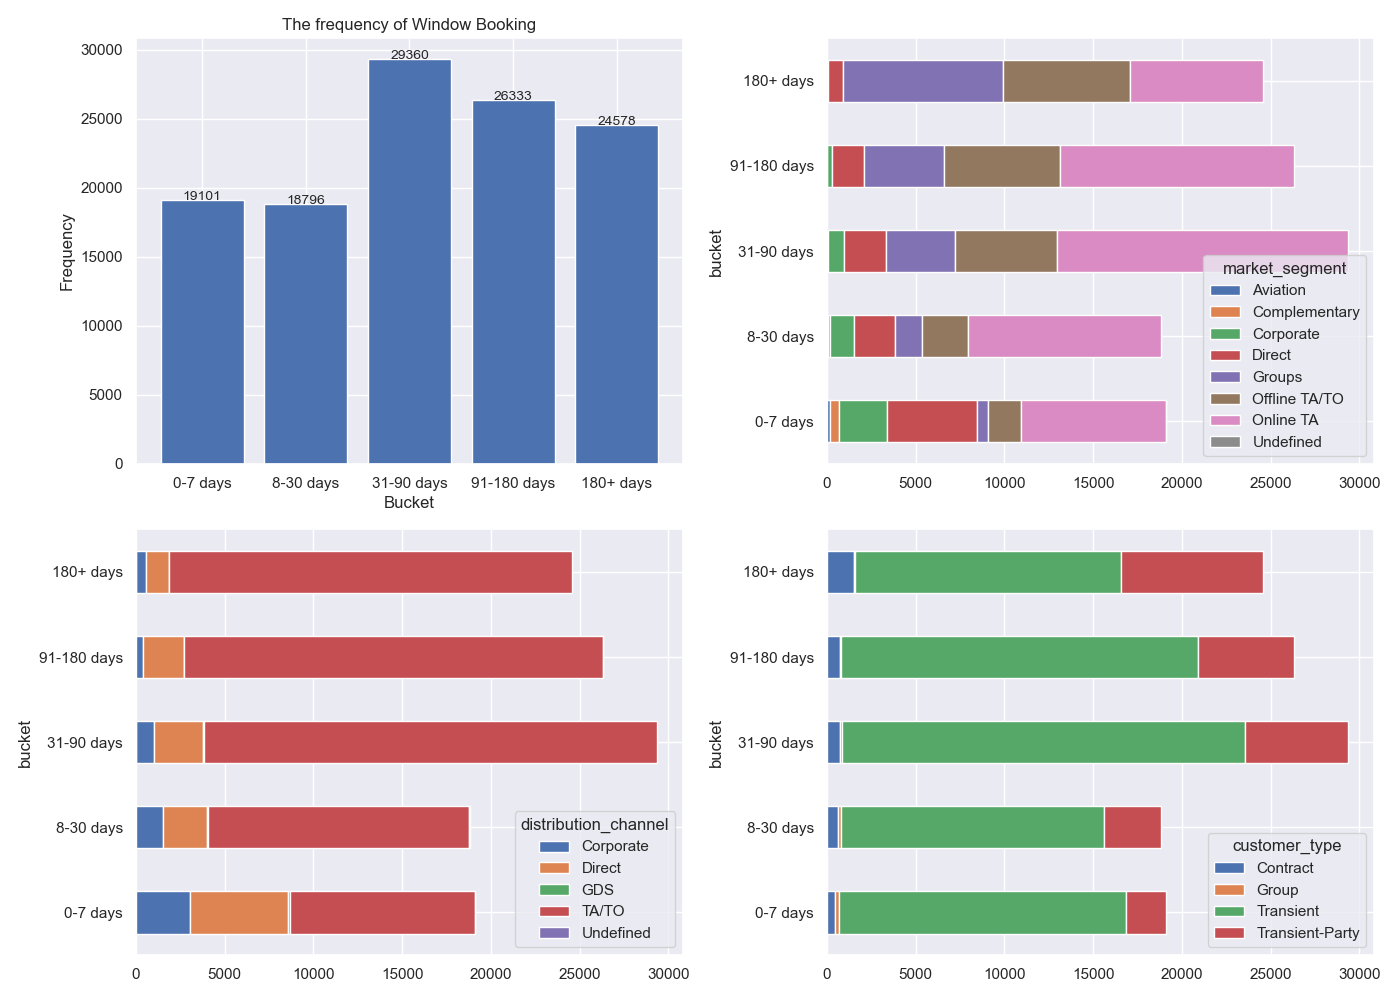 The frequency of Window Booking
30000
25000
20000
15000
10000
5000
0
Frequency
19101
18796
29360
26333
24578
0-7 days
8-30 days
31-90 days
91-180 days
180+ days
Bucket
bucket
180+ days
91-180 days
31-90 days
8-30 days
0-7 days
0
5000
10000
15000
20000
25000
30000
market_segment
Aviation
Complementary
Corporate
Direct
Groups
Offline TA/TO
Online TA
Undefined
bucket
180+ days
91-180 days
31-90 days
8-30 days
0-7 days
0
5000
10000
15000
20000
25000
30000
distribution_channel
Corporate
Direct
GDS
TA/TO
Undefined
bucket
180+ days
91-180 days
31-90 days
8-30 days
0-7 days
0
5000
10000
15000
20000
25000
30000
customer_type
Contract
Group
Transient
Transient-Party